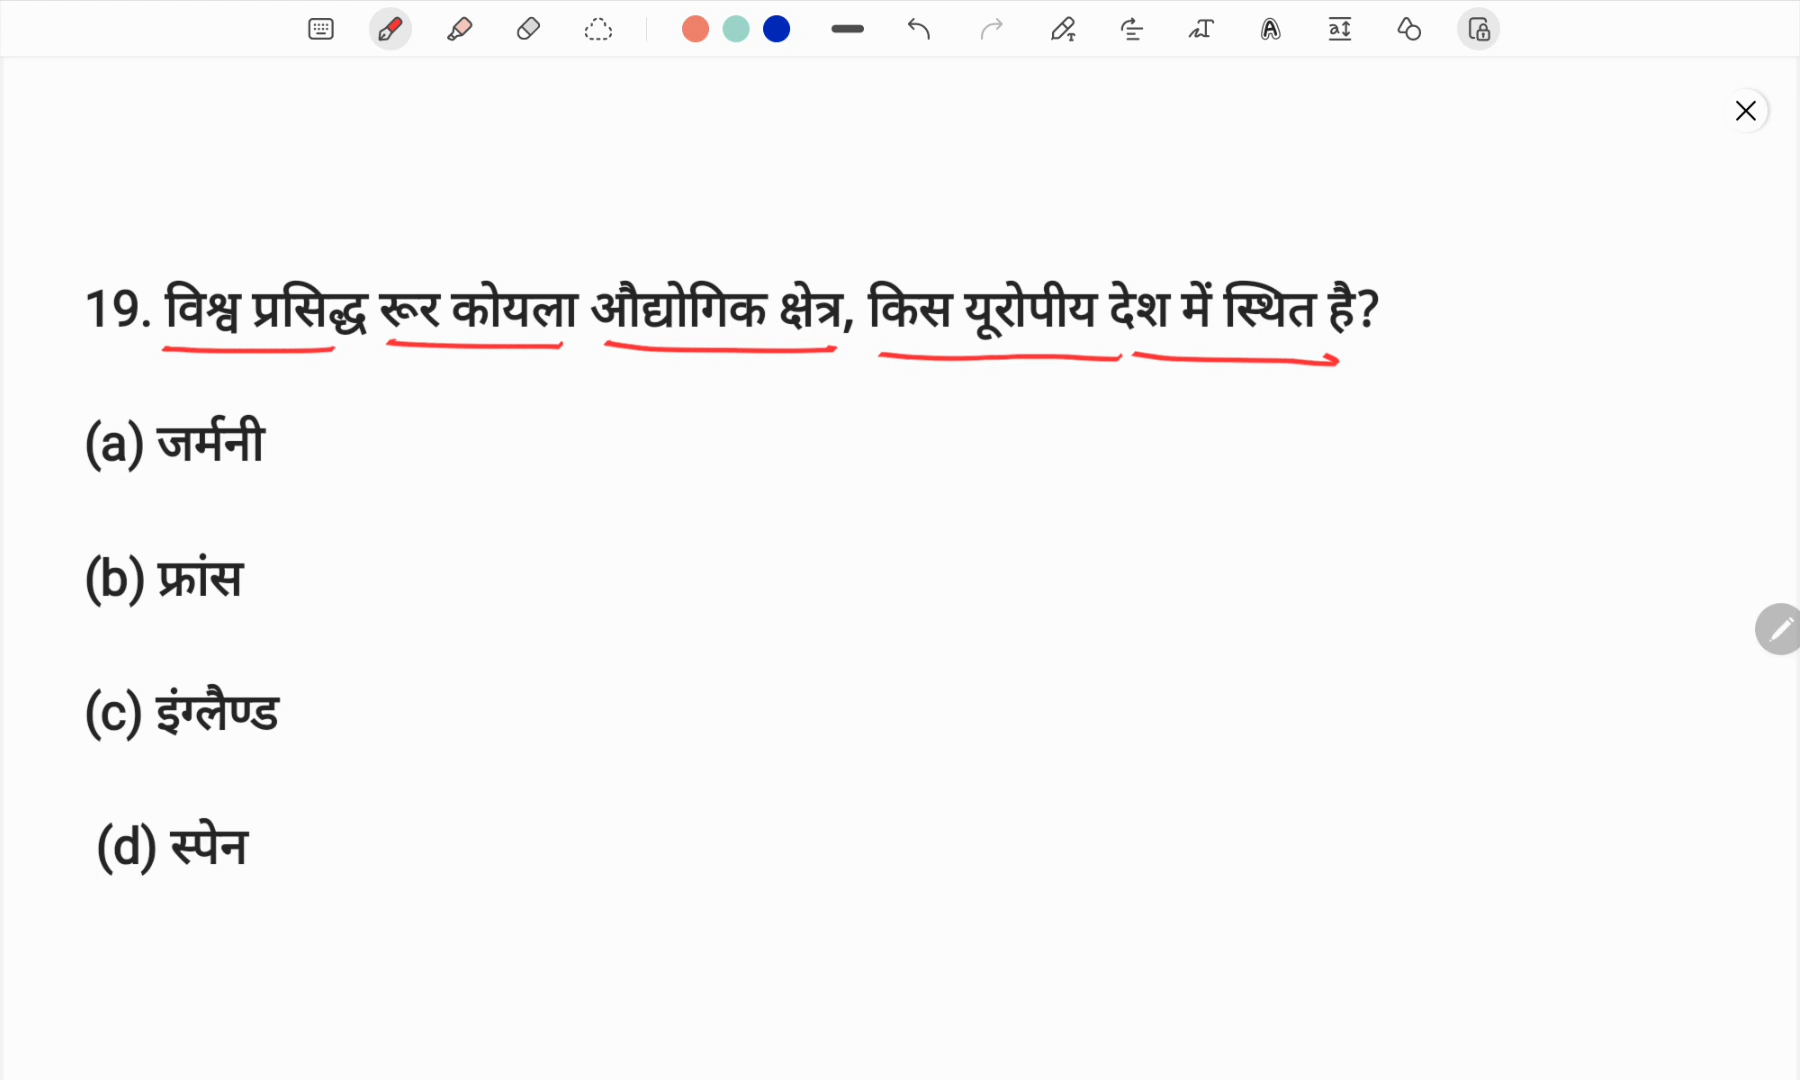 19. विश्व प्रसिद्ध रूर कोयला औद्योगिक क्षेत्र, किस यूरोपीय देश में स्थित है?
(a) जर्मनी
(b) फ्रांस
(c) इंग्लैण्ड
(d) स्पेन